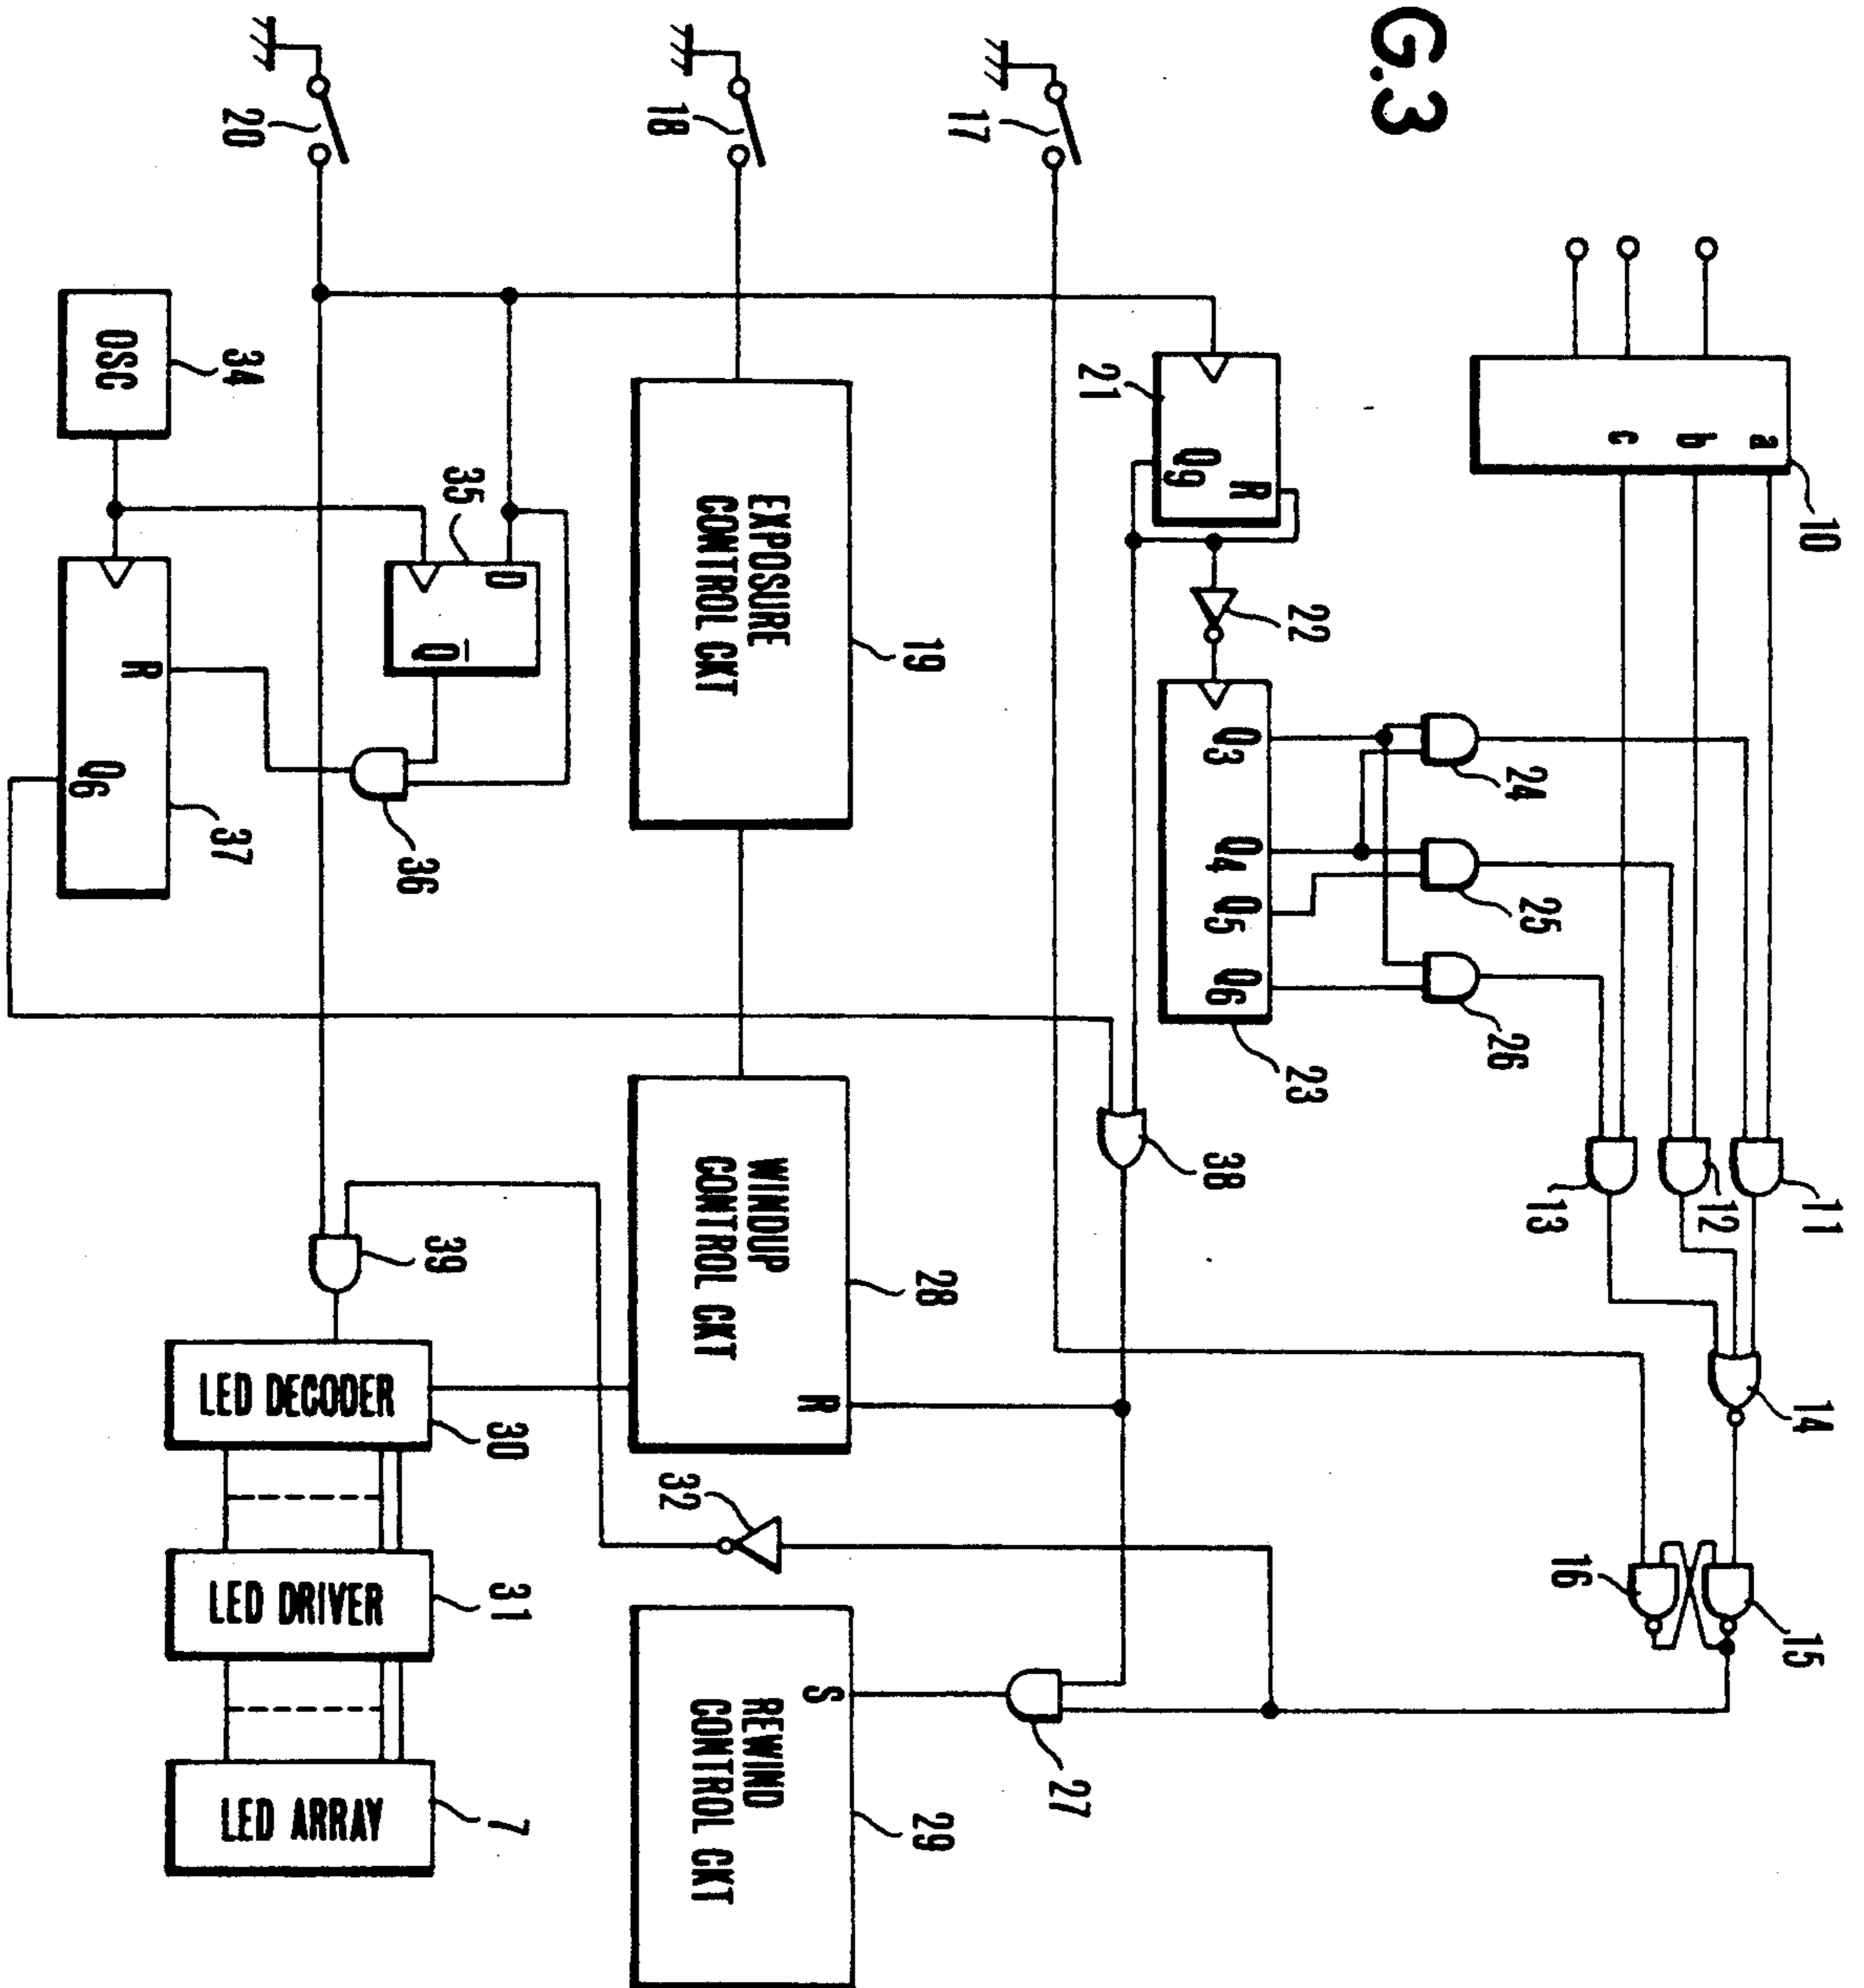 G.3
10
a
b
c
11
12
13
14
15
16
17
21
R
Q9
22
23
Q3
Q4
Q5
Q6
24
25
26
38
27
18
EXPOSURE
CONTROL CKT
19
WINDUP
CONTROL CKT
R
28
32
REWIND
CONTROL CKT
S
29
20
OSC
34
35
D
Q̅
36
R
Q6
37
39
LED DECODER
30
LED DRIVER
31
LED ARRAY
7